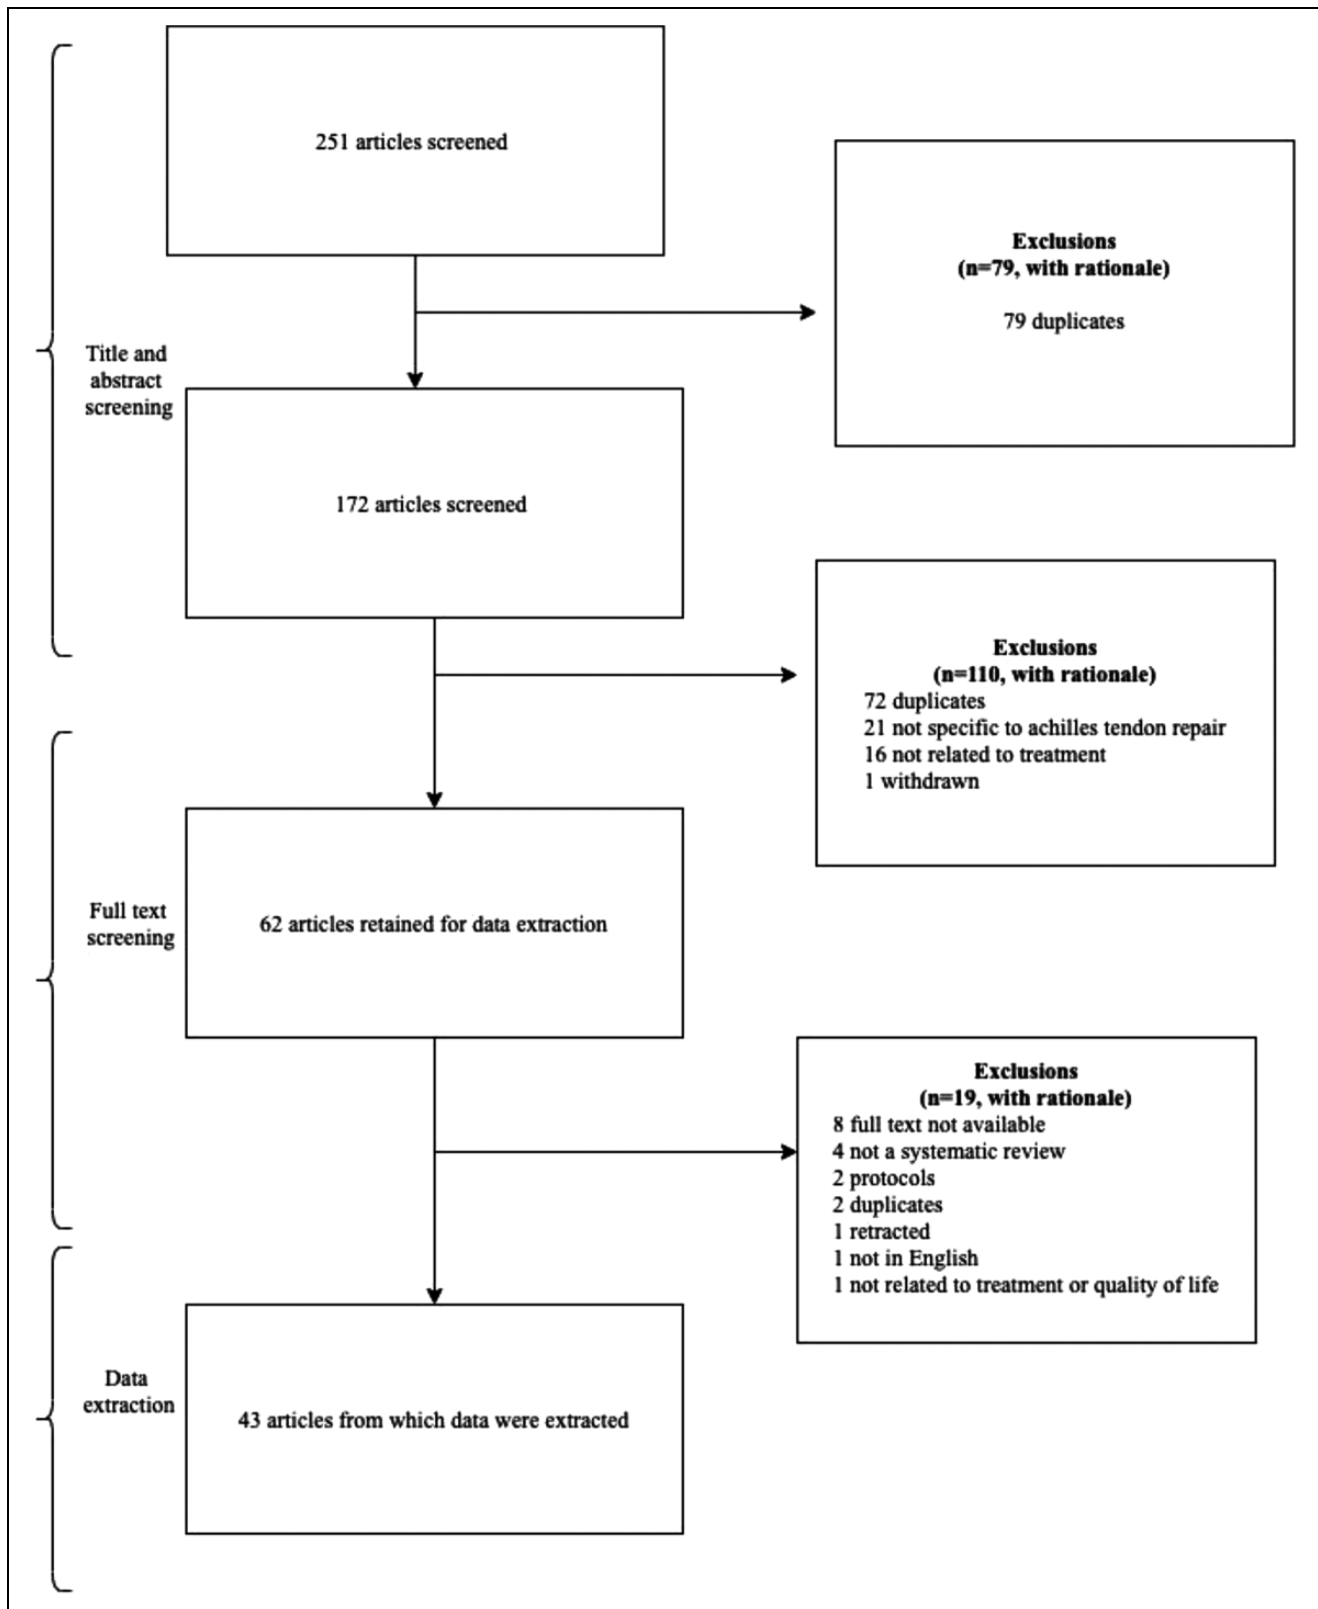 251 articles screened
Exclusions
(n=79, with rationale)
79 duplicates
Title and
abstract
screening
172 articles screened
Exclusions
(n=110, with rationale)
72 duplicates
21 not specific to achilles tendon repair
16 not related to treatment
1 withdrawn
Full text
screening
62 articles retained for data extraction
Exclusions
(n=19, with rationale)
8 full text not available
4 not a systematic review
2 protocols
2 duplicates
1 retracted
1 not in English
1 not related to treatment or quality of life
Data
extraction
43 articles from which data were extracted